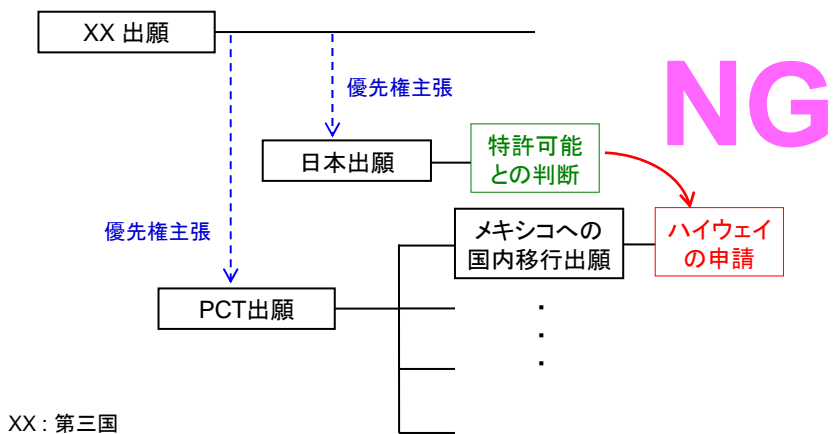 XX 出願
優先権主張
NG
日本出願
特許可能
との判断
優先権主張
メキシコへの
国内移行出願
ハイウェイ
の申請
PCT出願
・
・
・
XX : 第三国